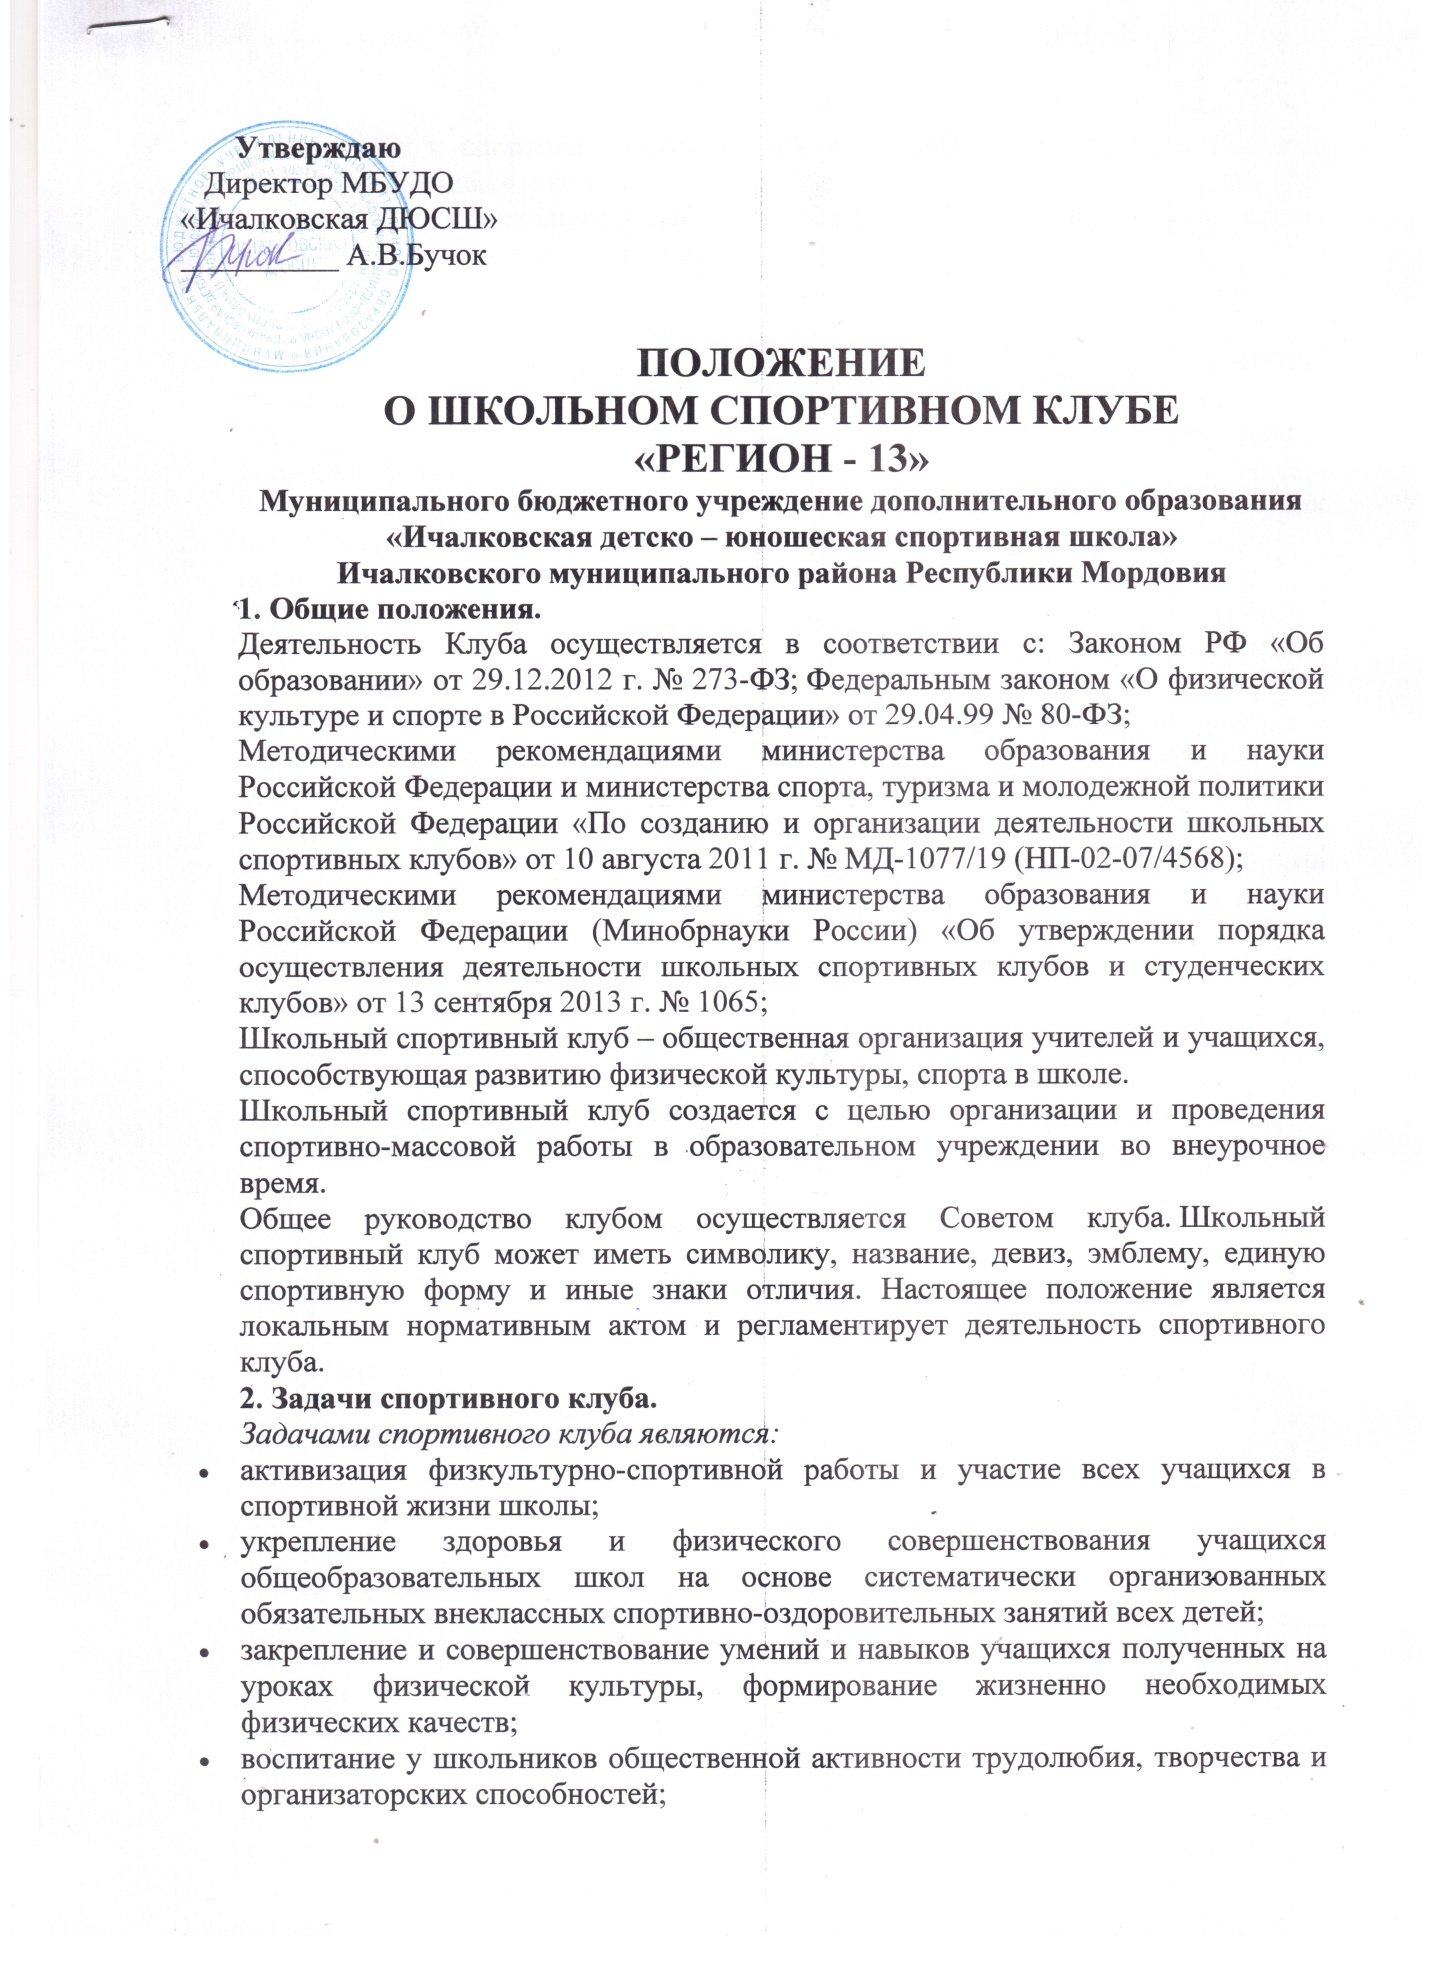 Утверждаю
Директор МБУДО
«Ичалковская ДЮСШ»
__________ А.В.Бучок
ПОЛОЖЕНИЕ
О ШКОЛЬНОМ СПОРТИВНОМ КЛУБЕ
«РЕГИОН - 13»
Муниципального бюджетного учреждение дополнительного образования
«Ичалковская детско – юношеская спортивная школа»
Ичалковского муниципального района Республики Мордовия
1. Общие положения.
Деятельность Клуба осуществляется в соответствии с: Законом РФ «Об
образовании» от 29.12.2012 г. № 273-ФЗ; Федеральным законом «О физической
культуре и спорте в Российской Федерации» от 29.04.99 № 80-ФЗ;
Методическими рекомендациями министерства образования и науки
Российской Федерации и министерства спорта, туризма и молодежной политики
Российской Федерации «По созданию и организации деятельности школьных
спортивных клубов» от 10 августа 2011 г. № МД-1077/19 (НП-02-07/4568);
Методическими рекомендациями министерства образования и науки
Российской Федерации (Минобрнауки России) «Об утверждении порядка
осуществления деятельности школьных спортивных клубов и студенческих
клубов» от 13 сентября 2013 г. № 1065;
Школьный спортивный клуб – общественная организация учителей и учащихся,
способствующая развитию физической культуры, спорта в школе.
Школьный спортивный клуб создается с целью организации и проведения
спортивно-массовой работы в образовательном учреждении во внеурочное
время.
Общее руководство клубом осуществляется Советом клуба. Школьный
спортивный клуб может иметь символику, название, девиз, эмблему, единую
спортивную форму и иные знаки отличия. Настоящее положение является
локальным нормативным актом и регламентирует деятельность спортивного
клуба.
2. Задачи спортивного клуба.
Задачами спортивного клуба являются:
• активизация физкультурно-спортивной работы и участие всех учащихся в
спортивной жизни школы;
• укрепление здоровья и физического совершенствования учащихся
общеобразовательных школ на основе систематически организованных
обязательных внеклассных спортивно-оздоровительных занятий всех детей;
• закрепление и совершенствование умений и навыков учащихся полученных на
уроках физической культуры, формирование жизненно необходимых
физических качеств;
• воспитание у школьников общественной активности трудолюбия, творчества и
организаторских способностей;